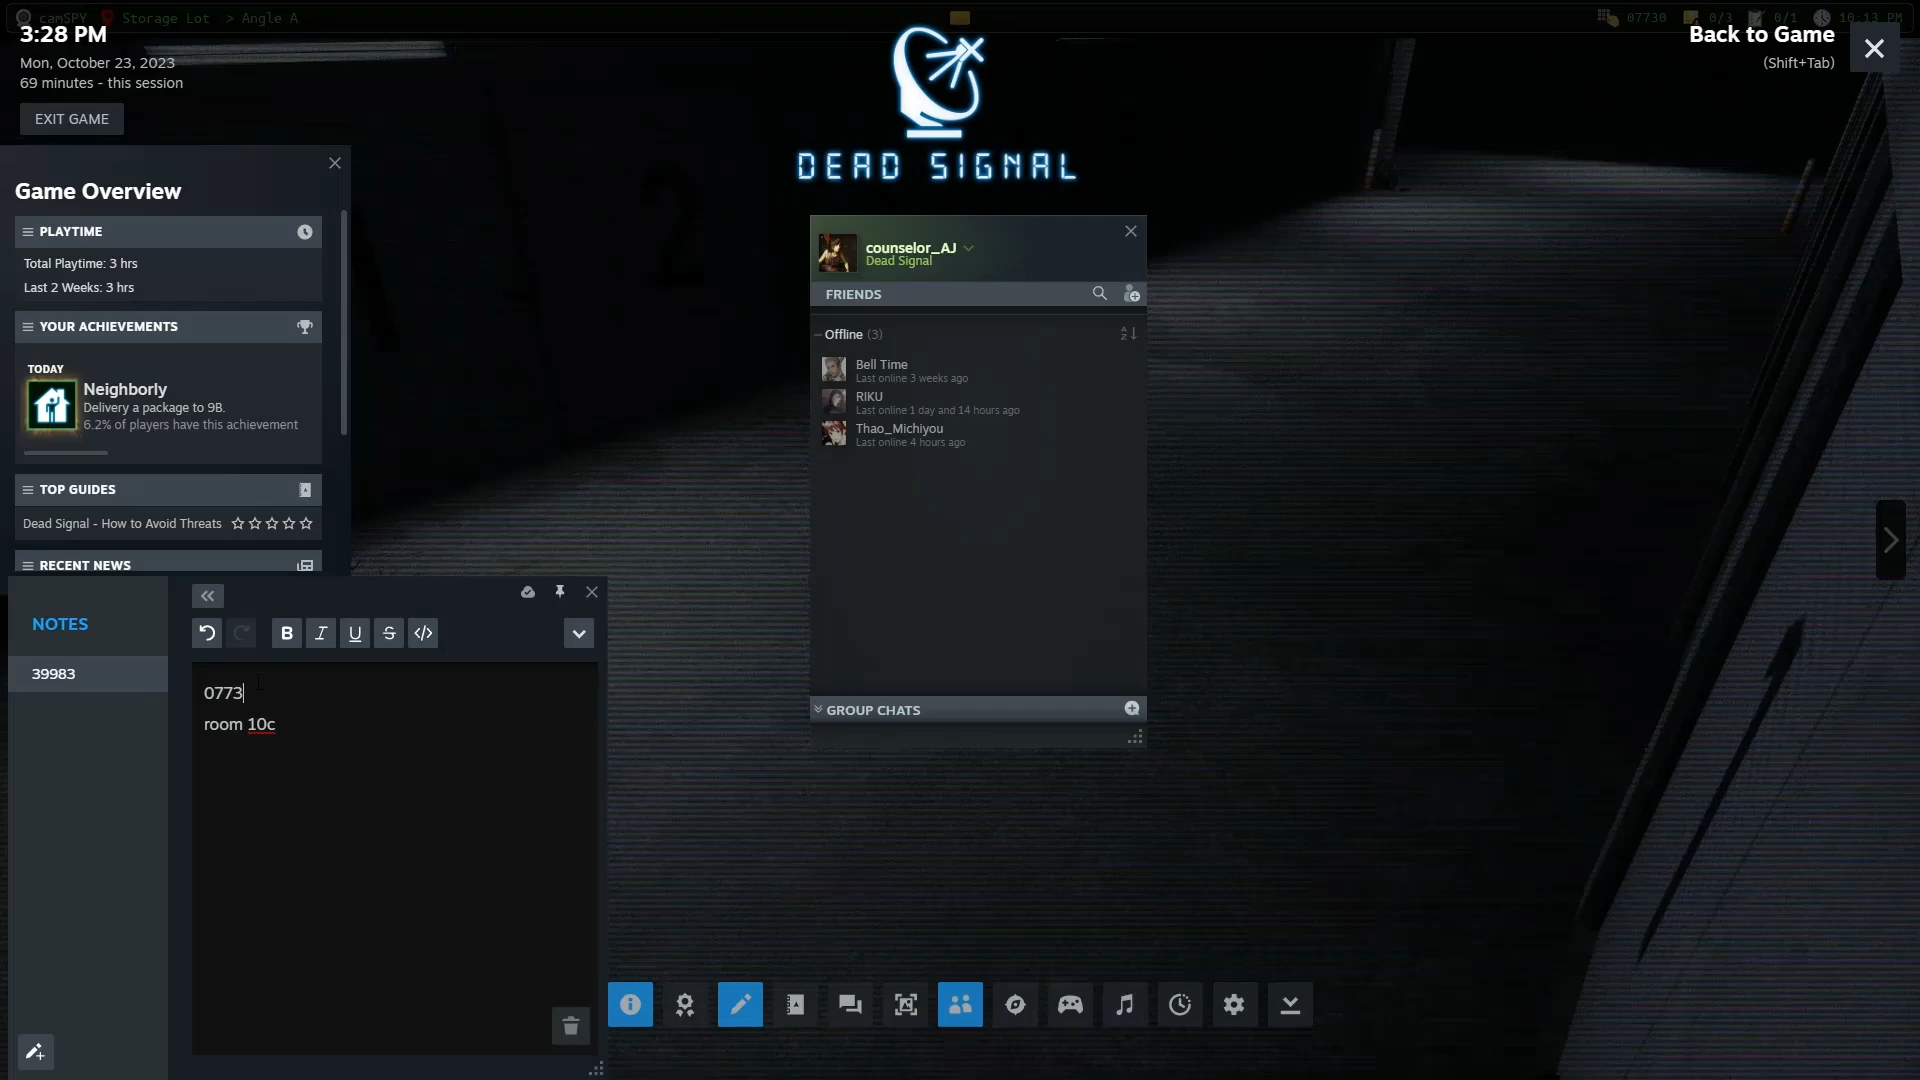 camSPY Storage Lot > Angle A
07730 0/3 0/1 10:13 PM
3:28 PM
Mon, October 23, 2023
69 minutes - this session
EXIT GAME
Back to Game
(Shift+Tab)
DEAD SIGNAL
2
Game Overview
PLAYTIME
Total Playtime: 3 hrs
Last 2 Weeks: 3 hrs
YOUR ACHIEVEMENTS
TODAY
Neighborly
Delivery a package to 9B.
6.2% of players have this achievement
TOP GUIDES
Dead Signal - How to Avoid Threats
RECENT NEWS
counselor_AJ
Dead Signal
FRIENDS
Offline (3)
Bell Time
Last online 3 weeks ago
RIKU
Last online 1 day and 14 hours ago
Thao_Michiyou
Last online 4 hours ago
GROUP CHATS
NOTES
39983
B I U S </>
0773
room 10c